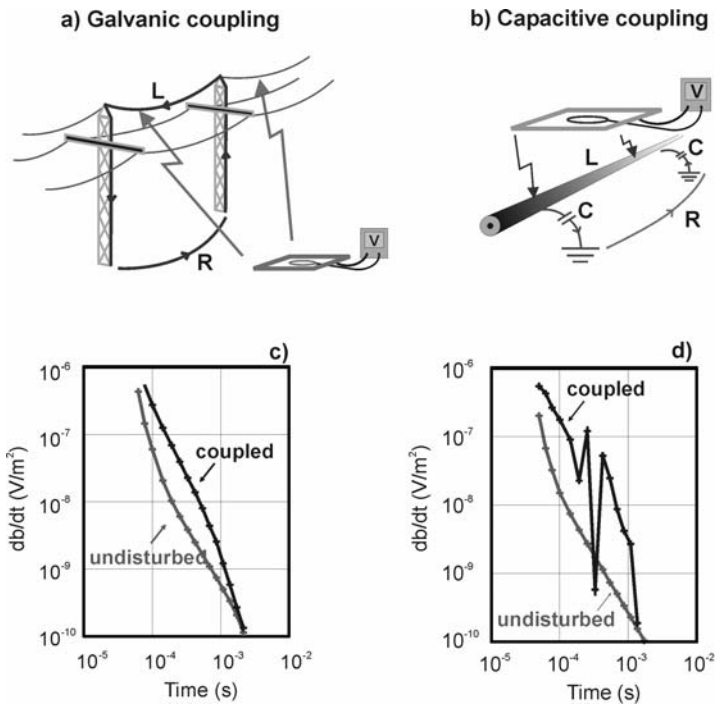 a) Galvanic coupling
b) Capacitive coupling
L
R
V
V
L
C
C
R
c)
10⁻⁶
10⁻⁷
10⁻⁸
10⁻⁹
10⁻¹⁰
db/dt (V/m²)
coupled
undisturbed
10⁻⁵ 10⁻⁴ 10⁻³ 10⁻²
Time (s)
d)
10⁻⁶
10⁻⁷
10⁻⁸
10⁻⁹
10⁻¹⁰
db/dt (V/m²)
coupled
undisturbed
10⁻⁵ 10⁻⁴ 10⁻³ 10⁻²
Time (s)